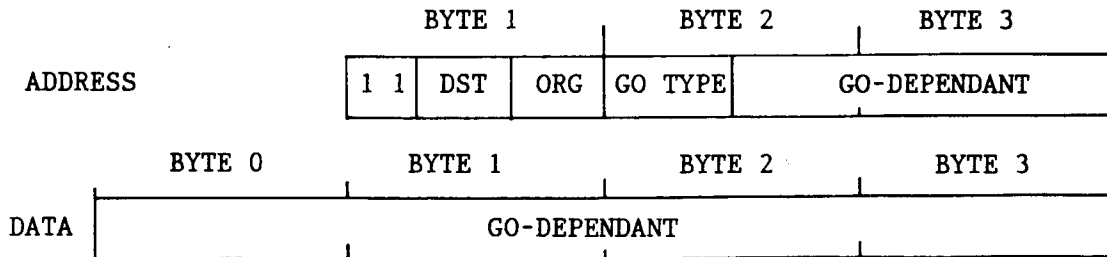 BYTE 1 BYTE 2 BYTE 3
ADDRESS 1 1 DST ORG GO TYPE GO-DEPENDANT
BYTE 0 BYTE 1 BYTE 2 BYTE 3
DATA GO-DEPENDANT